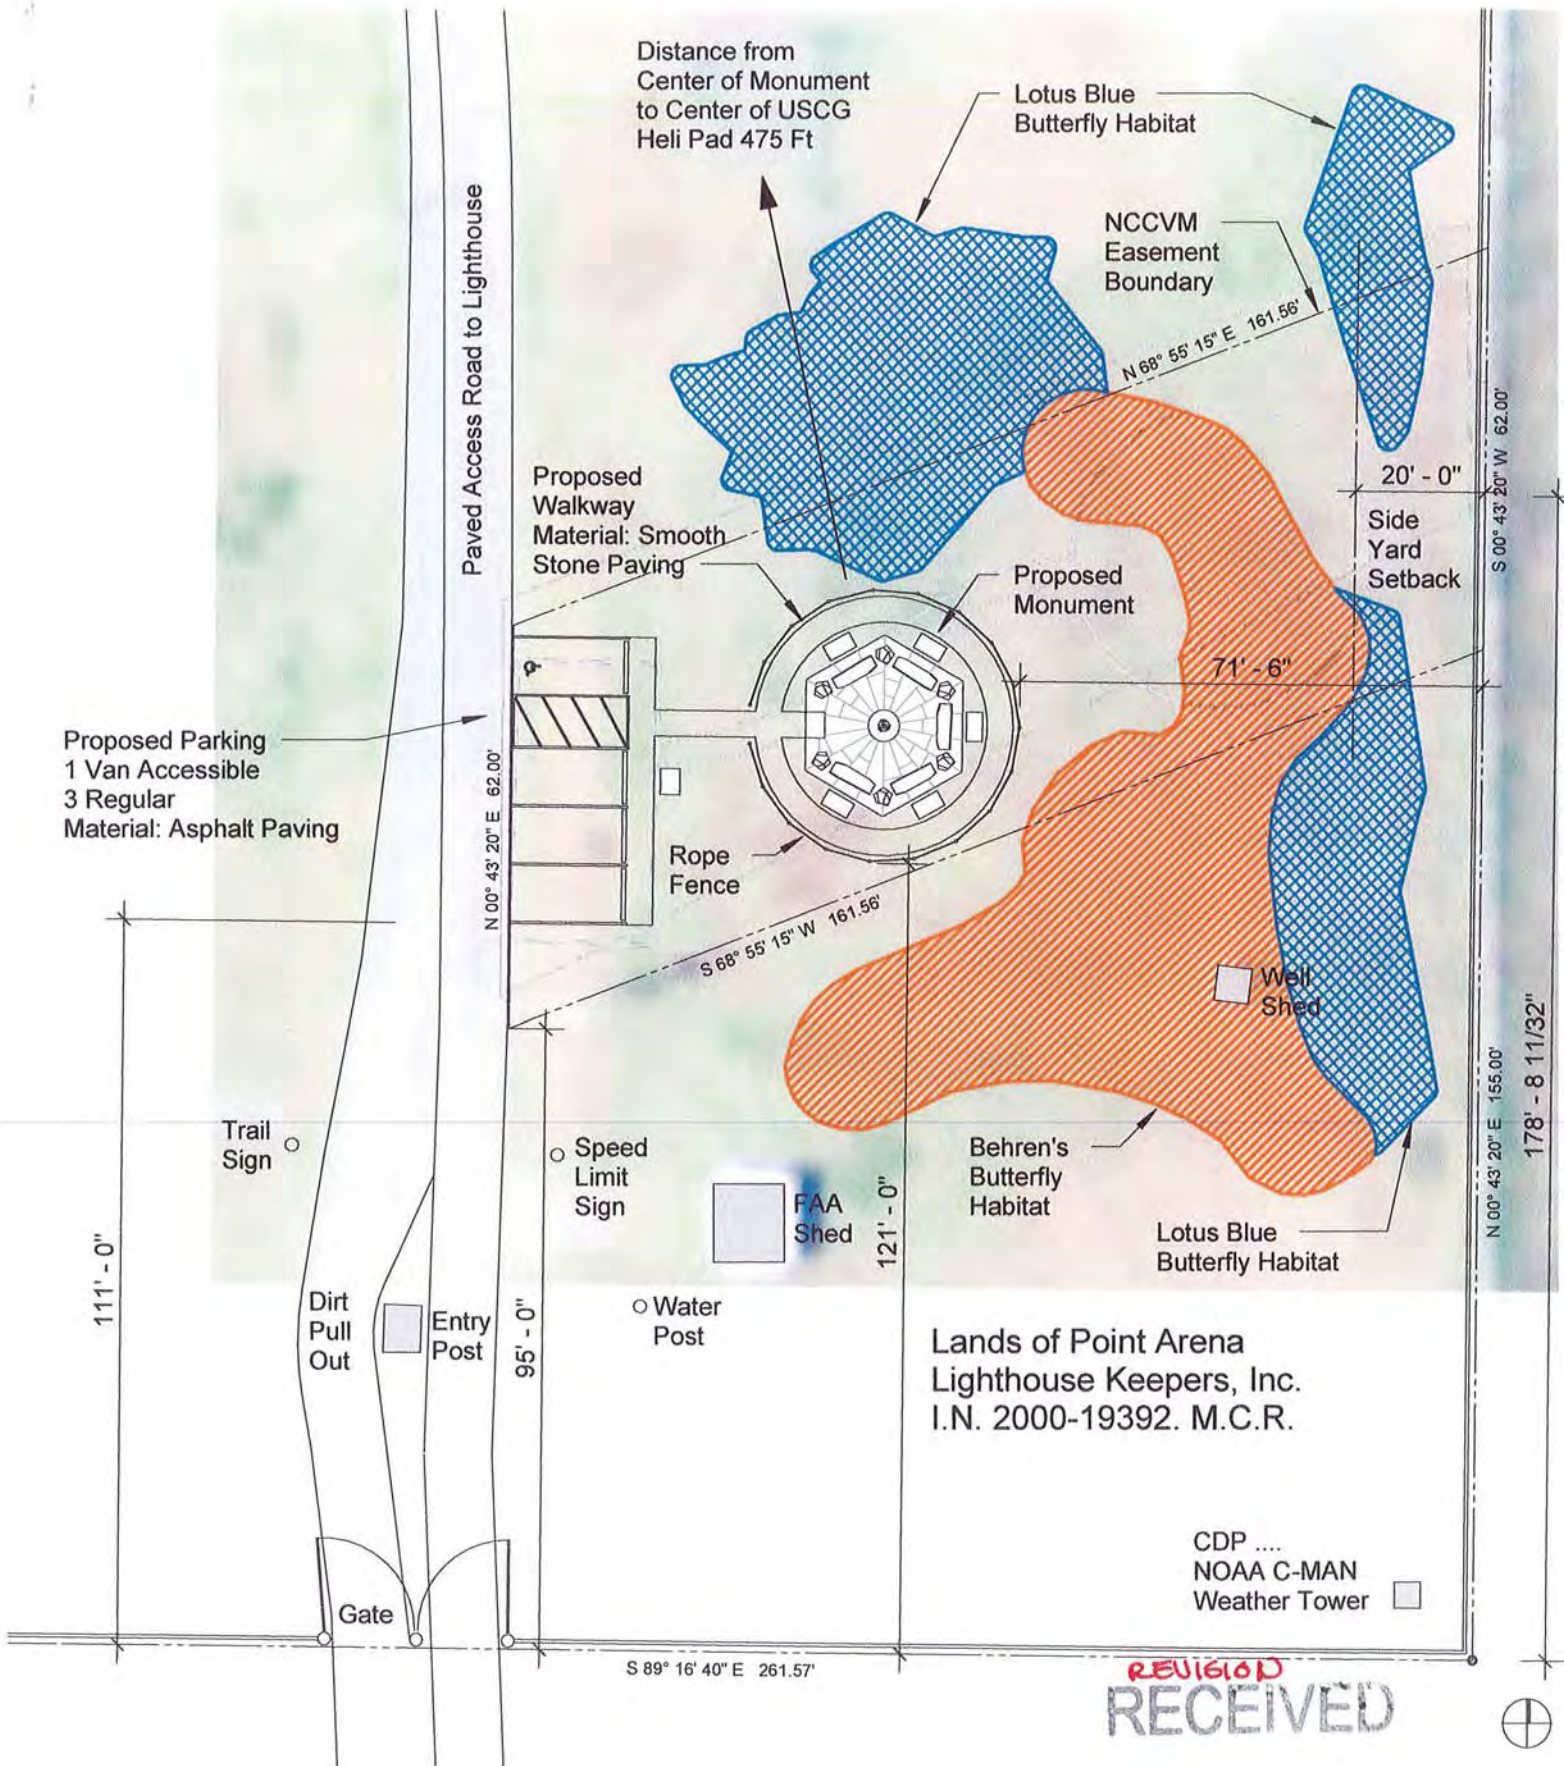 Distance from
Center of Monument
to Center of USCG
Heli Pad 475 Ft
Lotus Blue
Butterfly Habitat
NCCVM
Easement
Boundary
Paved Access Road to Lighthouse
N 68° 55' 15" E 161.56'
S 00° 43' 20" W 62.00'
20' - 0"
Side
Yard
Setback
Proposed
Walkway
Material: Smooth
Stone Paving
Proposed
Monument
71' - 6"
Proposed Parking
1 Van Accessible
3 Regular
Material: Asphalt Paving
N 00° 43' 20" E 62.00'
Rope
Fence
S 68° 55' 15" W 161.56'
Well
Shed
178' - 8 11/32"
N 00° 43' 20" E 155.00'
Trail
Sign
Speed
Limit
Sign
FAA
Shed
121' - 0"
Behren's
Butterfly
Habitat
Lotus Blue
Butterfly Habitat
111' - 0"
Dirt
Pull
Out
Entry
Post
95' - 0"
Water
Post
Lands of Point Arena
Lighthouse Keepers, Inc.
I.N. 2000-19392. M.C.R.
CDP ....
NOAA C-MAN
Weather Tower
Gate
S 89° 16' 40" E 261.57'
REVISION
RECEIVED